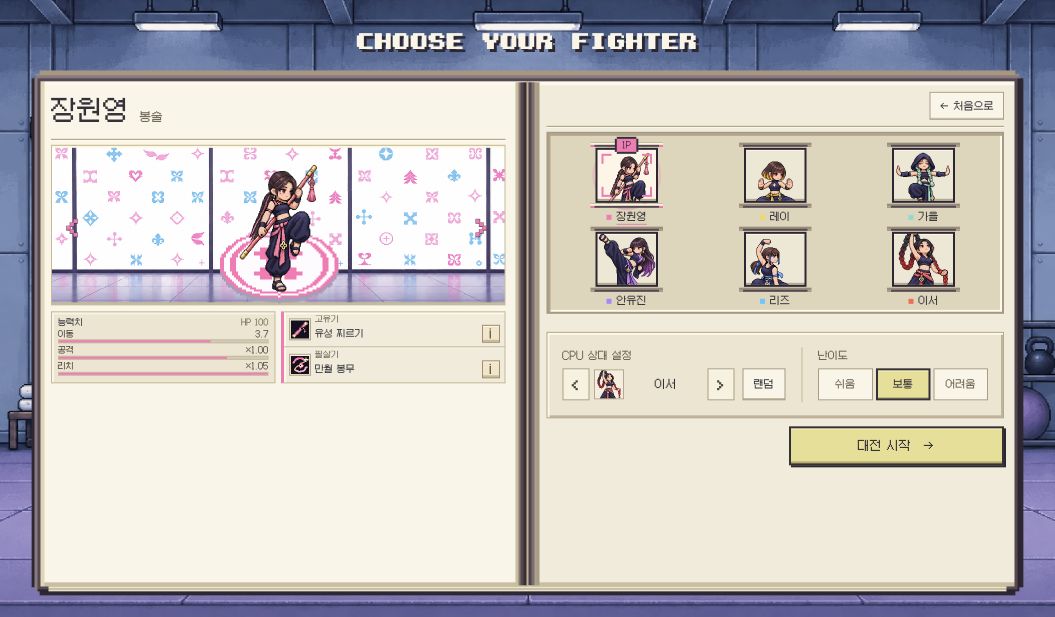 CHOOSE YOUR FIGHTER
장원영 봉술
능력치 HP 100
이동 3.7
공격 ×1.00
리치 ×1.05
고유기
유성 찌르기
i
필살기
만월 봉무
i
← 처음으로
1P
장원영
레이
가을
안유진
리즈
이서
CPU 상대 설정
< 이서 > 랜덤
난이도
쉬움 보통 어려움
대전 시작 →